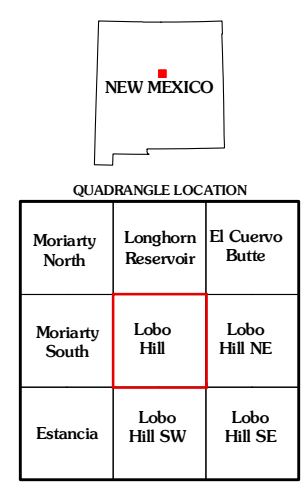 NEW MEXICO
QUADRANGLE LOCATION
Moriarty
North
Longhorn
Reservoir
El Cuervo
Butte
Moriarty
South
Lobo
Hill
Lobo
Hill NE
Estancia
Lobo
Hill SW
Lobo
Hill SE